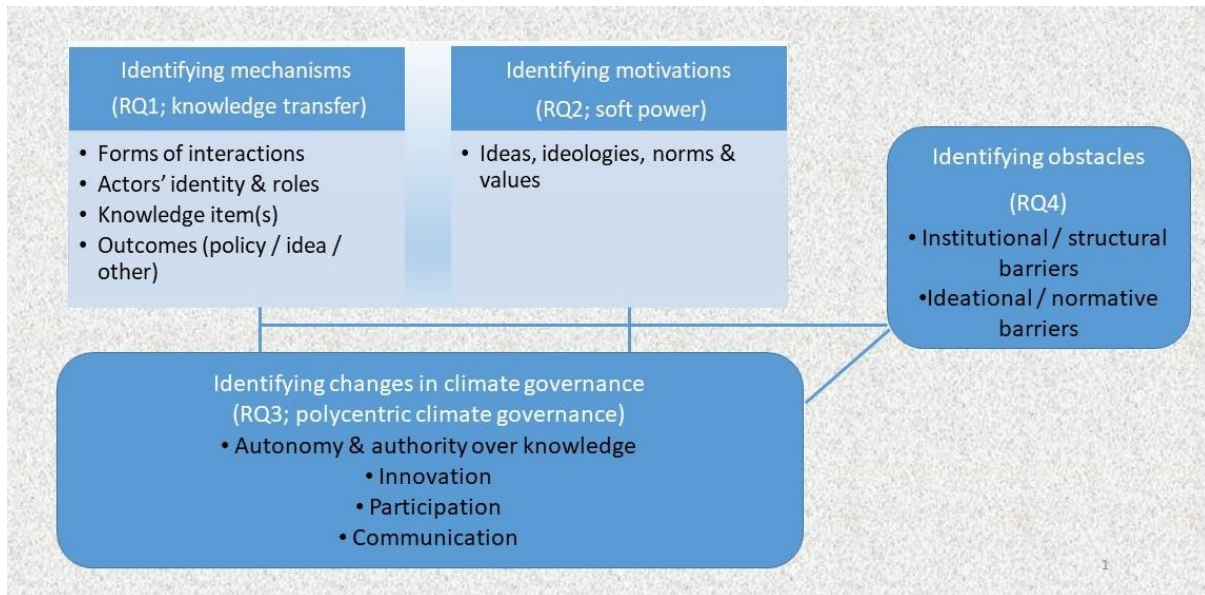 Identifying mechanisms
(RQ1; knowledge transfer)
• Forms of interactions
• Actors’ identity & roles
• Knowledge item(s)
• Outcomes (policy / idea /
other)
Identifying motivations
(RQ2; soft power)
• Ideas, ideologies, norms &
values
Identifying obstacles
(RQ4)
• Institutional / structural
barriers
•Ideational / normative
barriers
Identifying changes in climate governance
(RQ3; polycentric climate governance)
• Autonomy & authority over knowledge
• Innovation
• Participation
• Communication
1